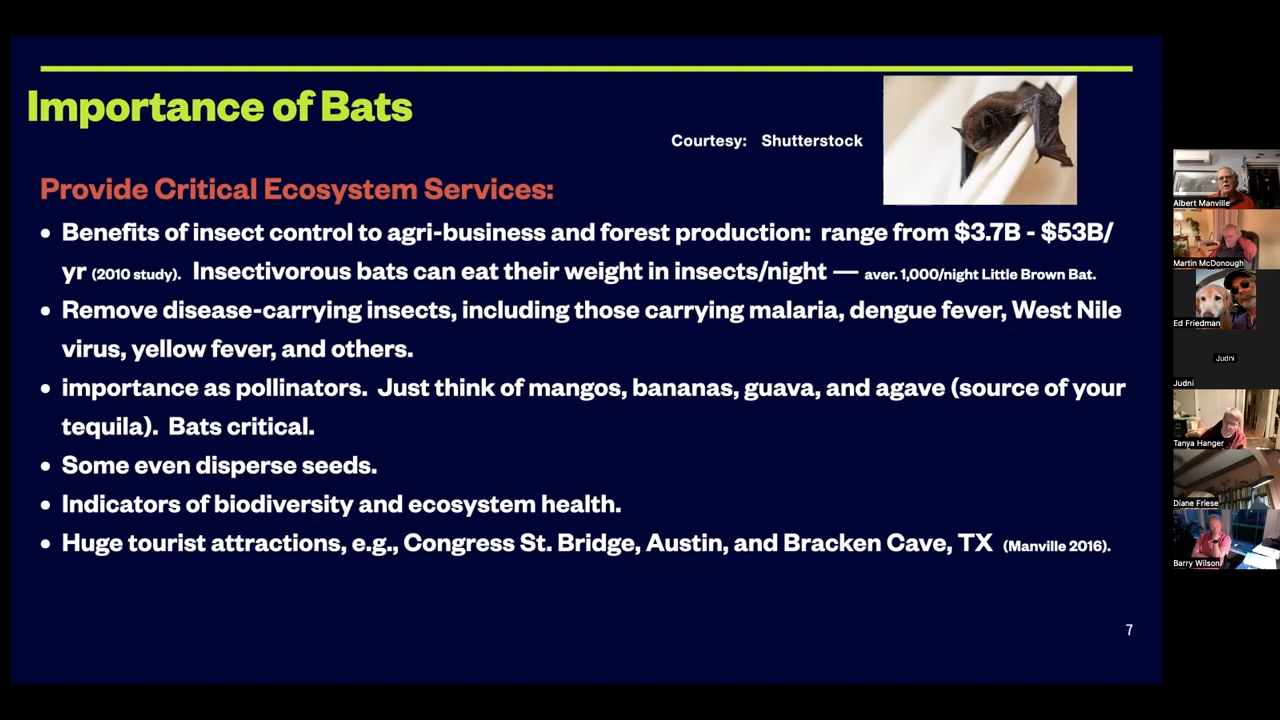 Importance of Bats
Courtesy: Shutterstock
Provide Critical Ecosystem Services:
• Benefits of insect control to agri-business and forest production: range from $3.7B - $53B/
yr (2010 study). Insectivorous bats can eat their weight in insects/night — aver. 1,000/night Little Brown Bat.
• Remove disease-carrying insects, including those carrying malaria, dengue fever, West Nile
virus, yellow fever, and others.
• importance as pollinators. Just think of mangos, bananas, guava, and agave (source of your
tequila). Bats critical.
• Some even disperse seeds.
• Indicators of biodiversity and ecosystem health.
• Huge tourist attractions, e.g., Congress St. Bridge, Austin, and Bracken Cave, TX (Manville 2016).
7
Albert Manville
Martin McDonough
Ed Friedman
Judni
Judni
Tanya Hanger
Diane Friese
Barry Wilson